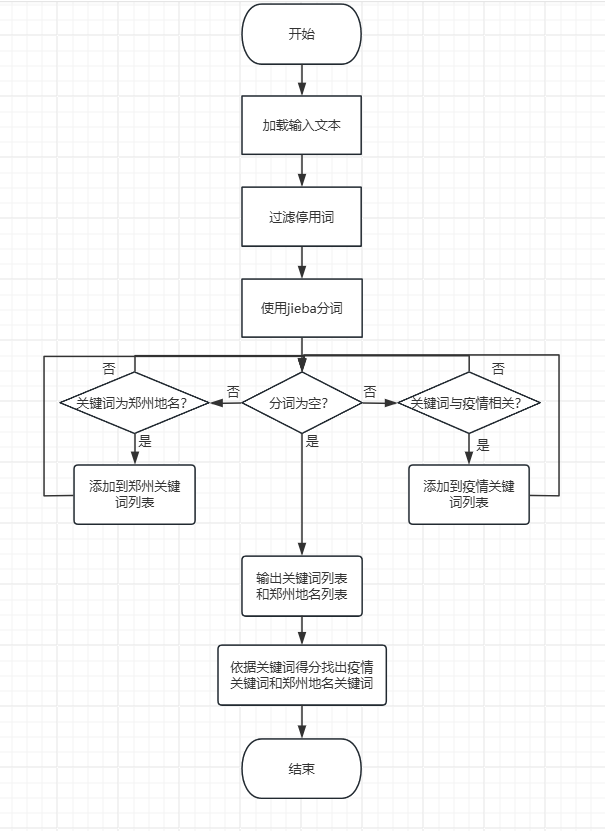 开始
加载输入文本
过滤停用词
使用jieba分词
否
否
关键词为郑州地名?
否
分词为空?
否
关键词与疫情相关?
是
是
是
添加到郑州关键
词列表
添加到疫情关键
词列表
输出关键词列表
和郑州地名列表
依据关键词得分找出疫情
关键词和郑州地名关键词
结束